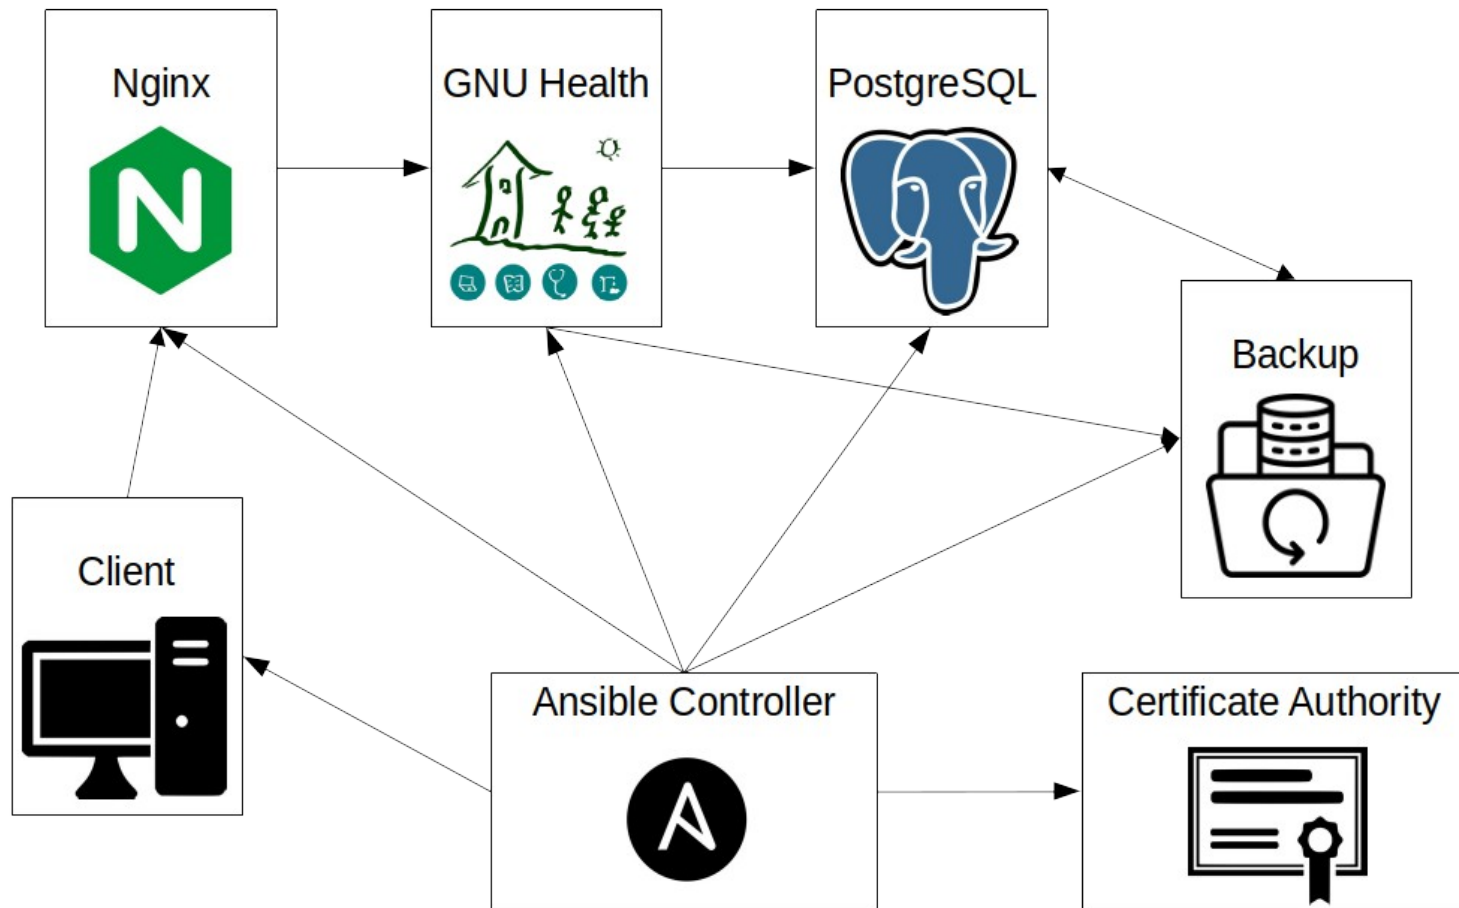 Nginx
GNU Health
PostgreSQL
Backup
Client
Ansible Controller
Certificate Authority